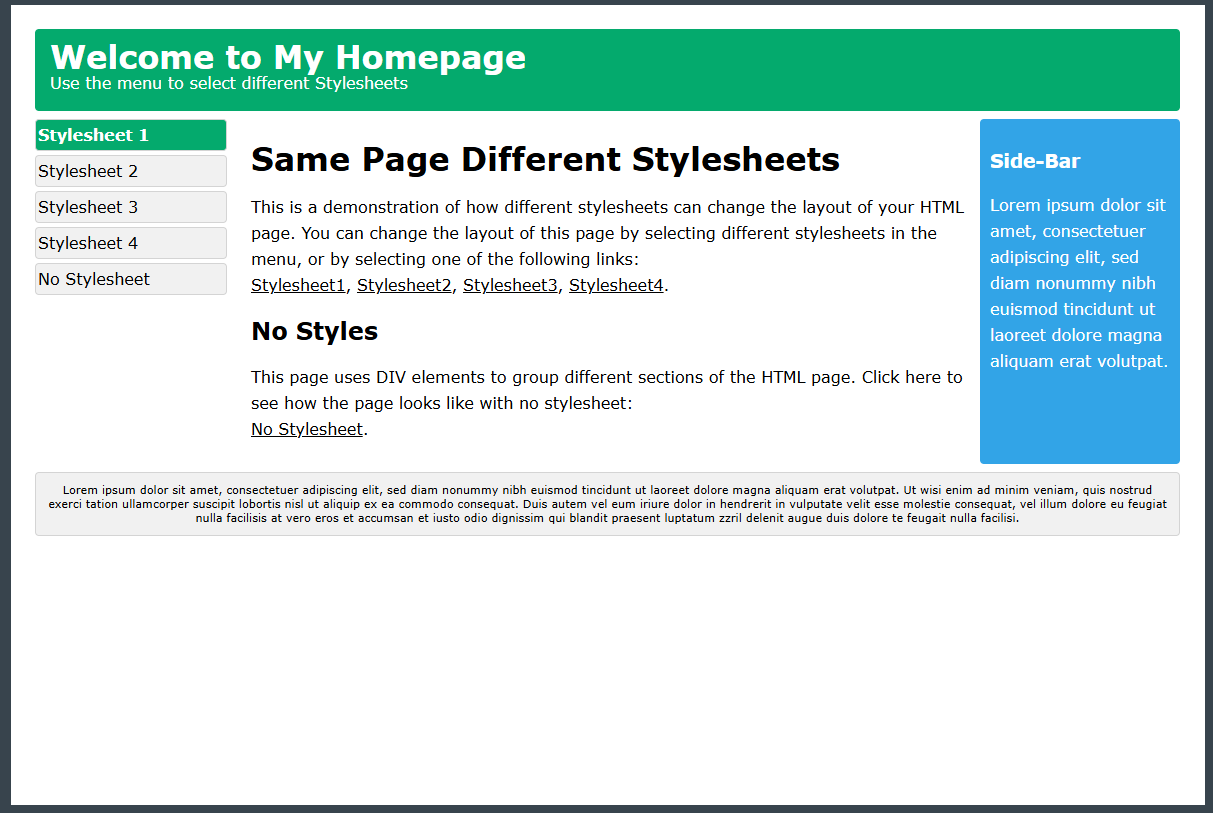 Welcome to My Homepage
Use the menu to select different Stylesheets
Stylesheet 1
Stylesheet 2
Stylesheet 3
Stylesheet 4
No Stylesheet
Same Page Different Stylesheets
This is a demonstration of how different stylesheets can change the layout of your HTML
page. You can change the layout of this page by selecting different stylesheets in the
menu, or by selecting one of the following links:
Stylesheet1, Stylesheet2, Stylesheet3, Stylesheet4.
No Styles
This page uses DIV elements to group different sections of the HTML page. Click here to
see how the page looks like with no stylesheet:
No Stylesheet.
Side-Bar
Lorem ipsum dolor sit
amet, consectetuer
adipiscing elit, sed
diam nonummy nibh
euismod tincidunt ut
laoreet dolore magna
aliquam erat volutpat.
Lorem ipsum dolor sit amet, consectetuer adipiscing elit, sed diam nonummy nibh euismod tincidunt ut laoreet dolore magna aliquam erat volutpat. Ut wisi enim ad minim veniam, quis nostrud
exerci tation ullamcorper suscipit lobortis nisl ut aliquip ex ea commodo consequat. Duis autem vel eum iriure dolor in hendrerit in vulputate velit esse molestie consequat, vel illum dolore eu feugiat
nulla facilisis at vero eros et accumsan et iusto odio dignissim qui blandit praesent luptatum zzril delenit augue duis dolore te feugait nulla facilisi.